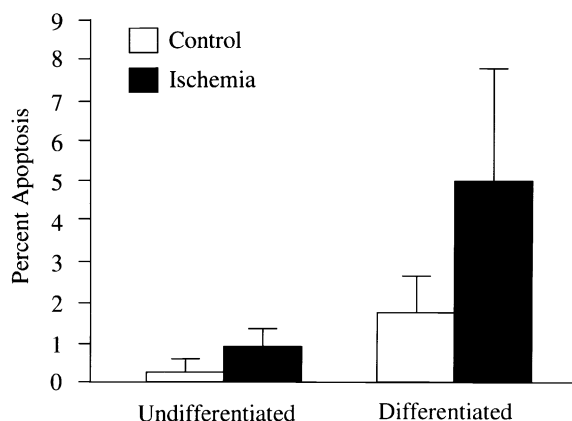 Percent Apoptosis
9
8
7
6
5
4
3
2
1
0
Control
Ischemia
Undifferentiated
Differentiated